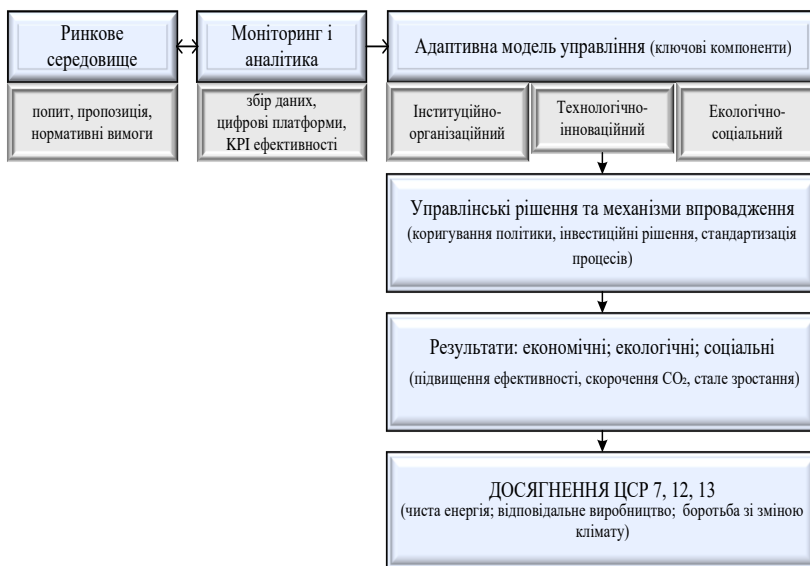 Ринкове
середовище
Моніторинг і
аналітика
Адаптивна модель управління (ключові компоненти)
попит, пропозиція,
нормативні вимоги
збір даних,
цифрові платформи,
KPI ефективності
Інституційно-
організаційний
Технологічно-
інноваційний
Екологічно-
соціальний
Управлінські рішення та механізми впровадження
(коригування політики, інвестиційні рішення, стандартизація
процесів)
Результати: економічні; екологічні; соціальні
(підвищення ефективності, скорочення CO₂, стале зростання)
ДОСЯГНЕННЯ ЦСР 7, 12, 13
(чиста енергія; відповідальне виробництво; боротьба зі зміною
клімату)